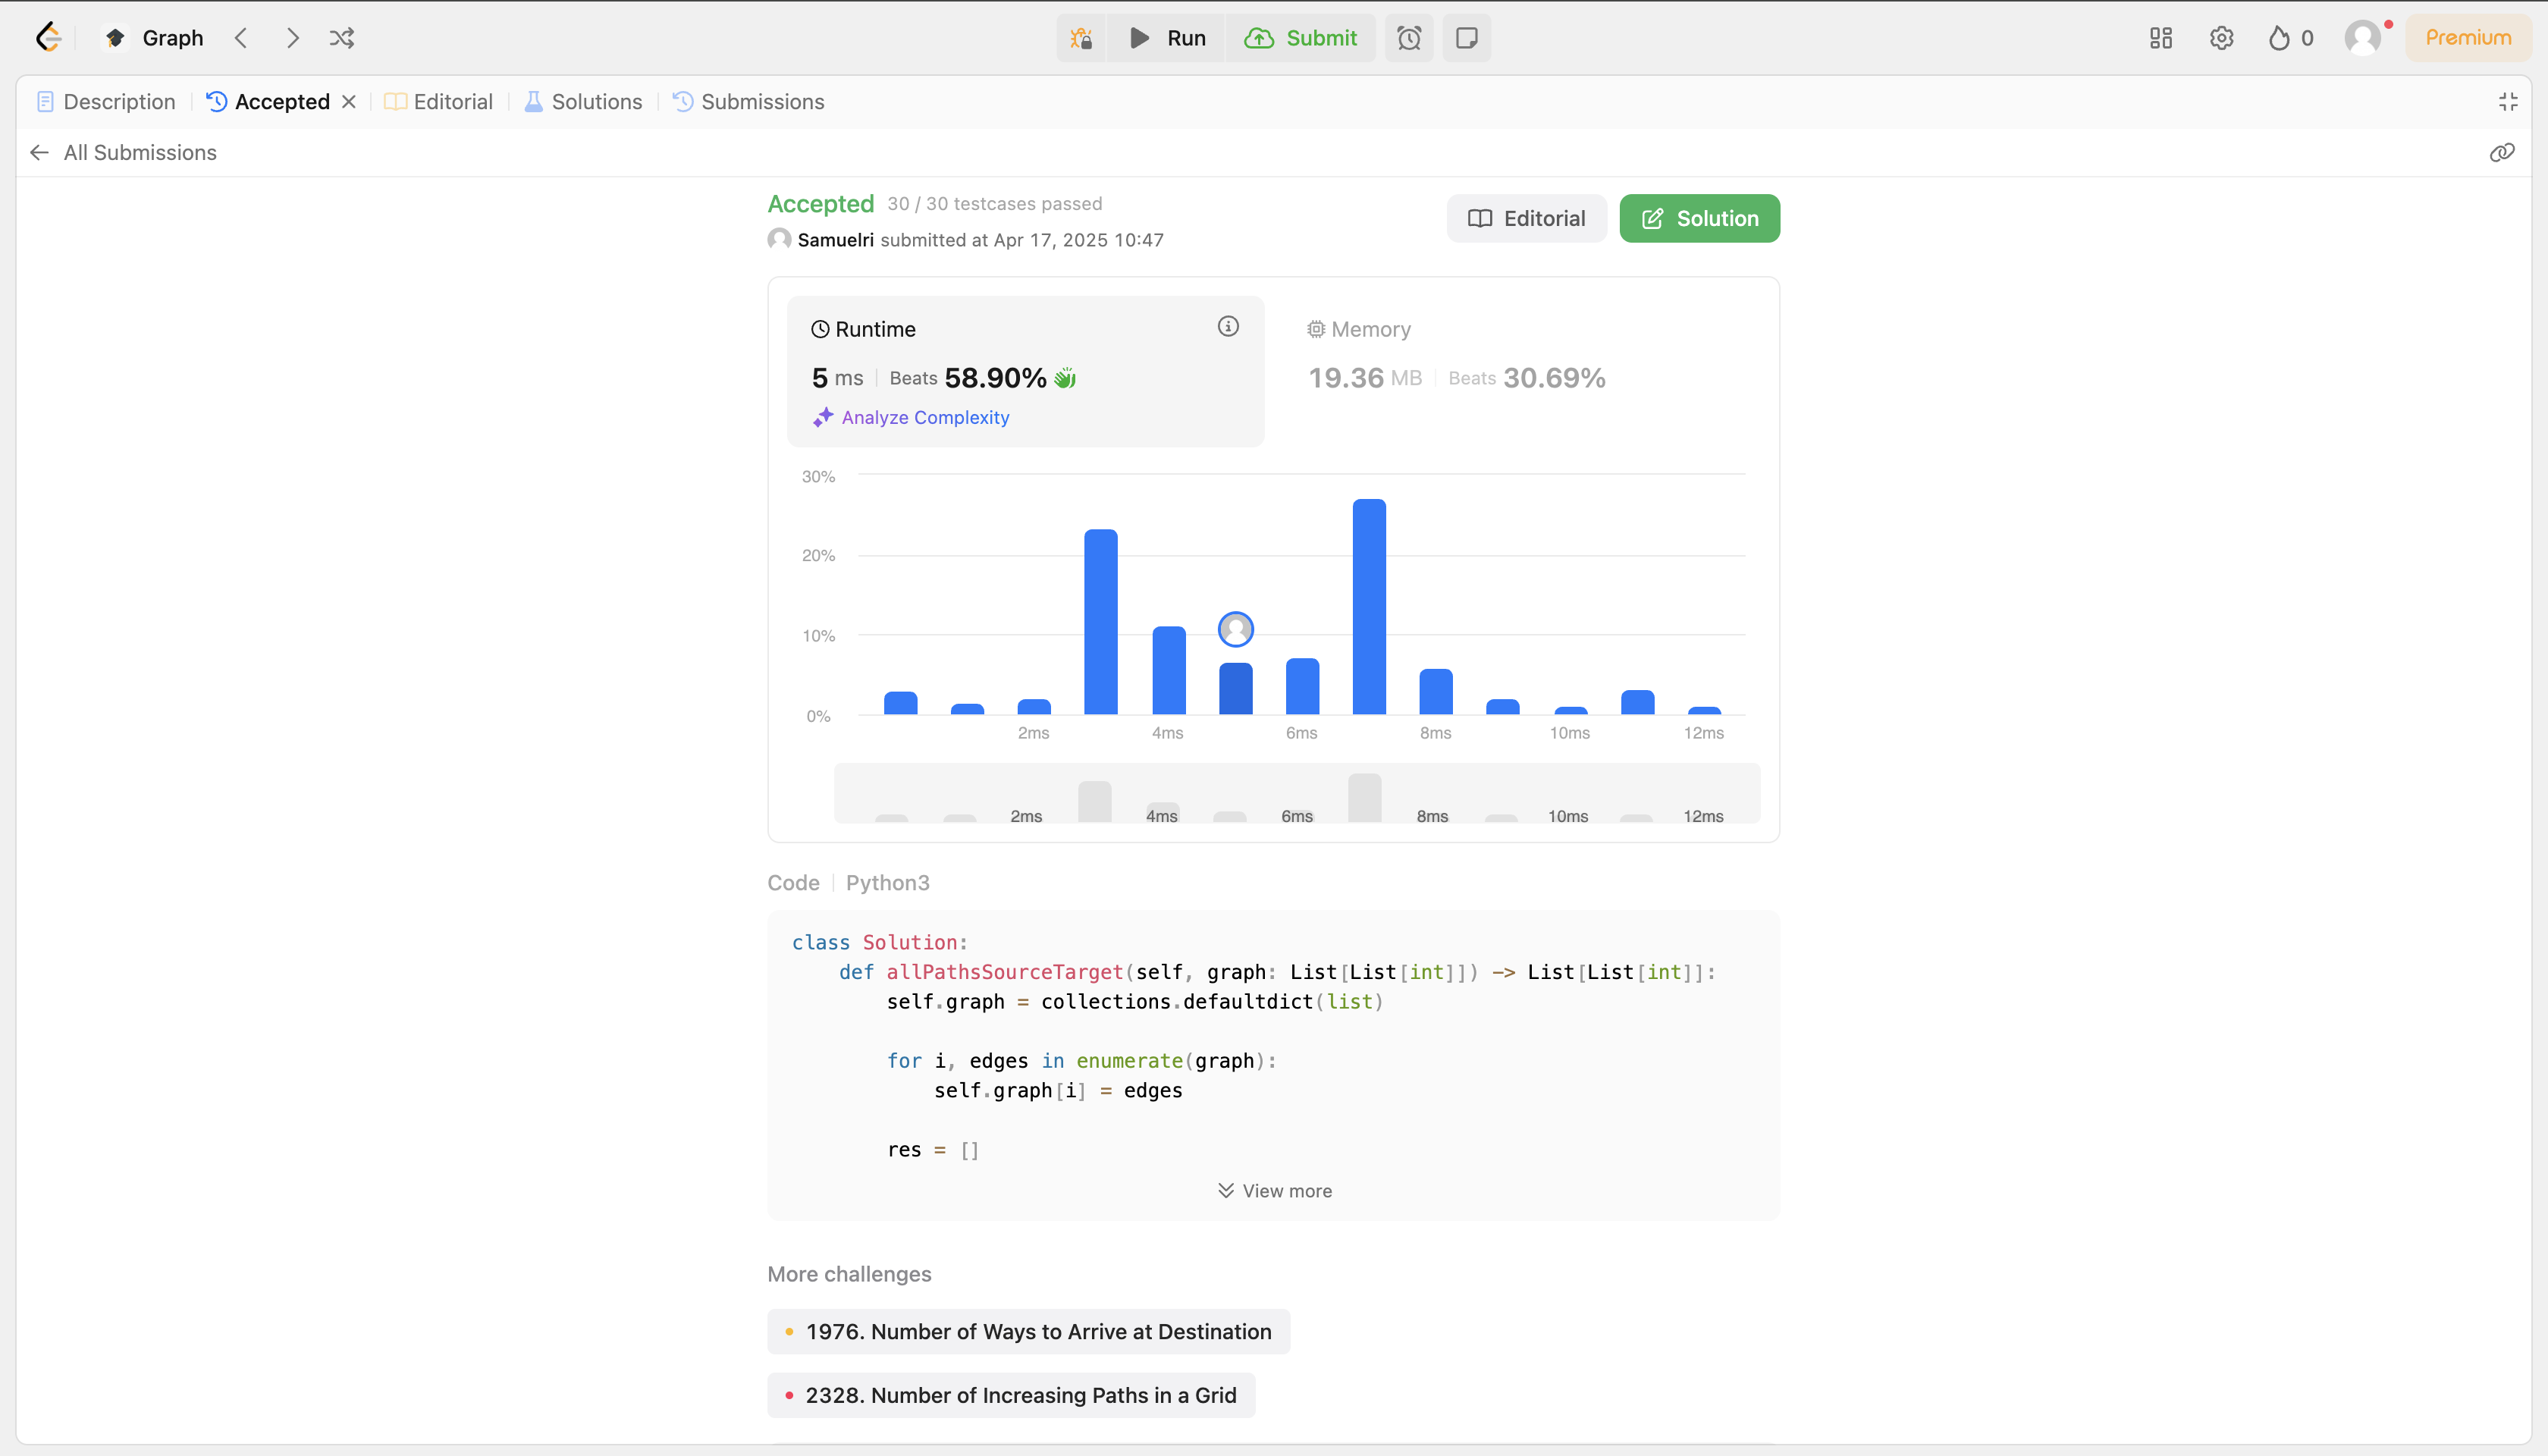 Graph
Run
Submit
0
Premium
Description
Accepted
Editorial
Solutions
Submissions
All Submissions
Accepted 30 / 30 testcases passed
Samuelri submitted at Apr 17, 2025 10:47
Editorial
Solution
Runtime
5 ms Beats 58.90%
Analyze Complexity
Memory
19.36 MB Beats 30.69%
30%
20%
10%
0%
2ms 4ms 6ms 8ms 10ms 12ms
2ms 4ms 6ms 8ms 10ms 12ms
Code Python3
class Solution:
    def allPathsSourceTarget(self, graph: List[List[int]]) -> List[List[int]]:
        self.graph = collections.defaultdict(list)

        for i, edges in enumerate(graph):
            self.graph[i] = edges

        res = []
View more
More challenges
1976. Number of Ways to Arrive at Destination
2328. Number of Increasing Paths in a Grid